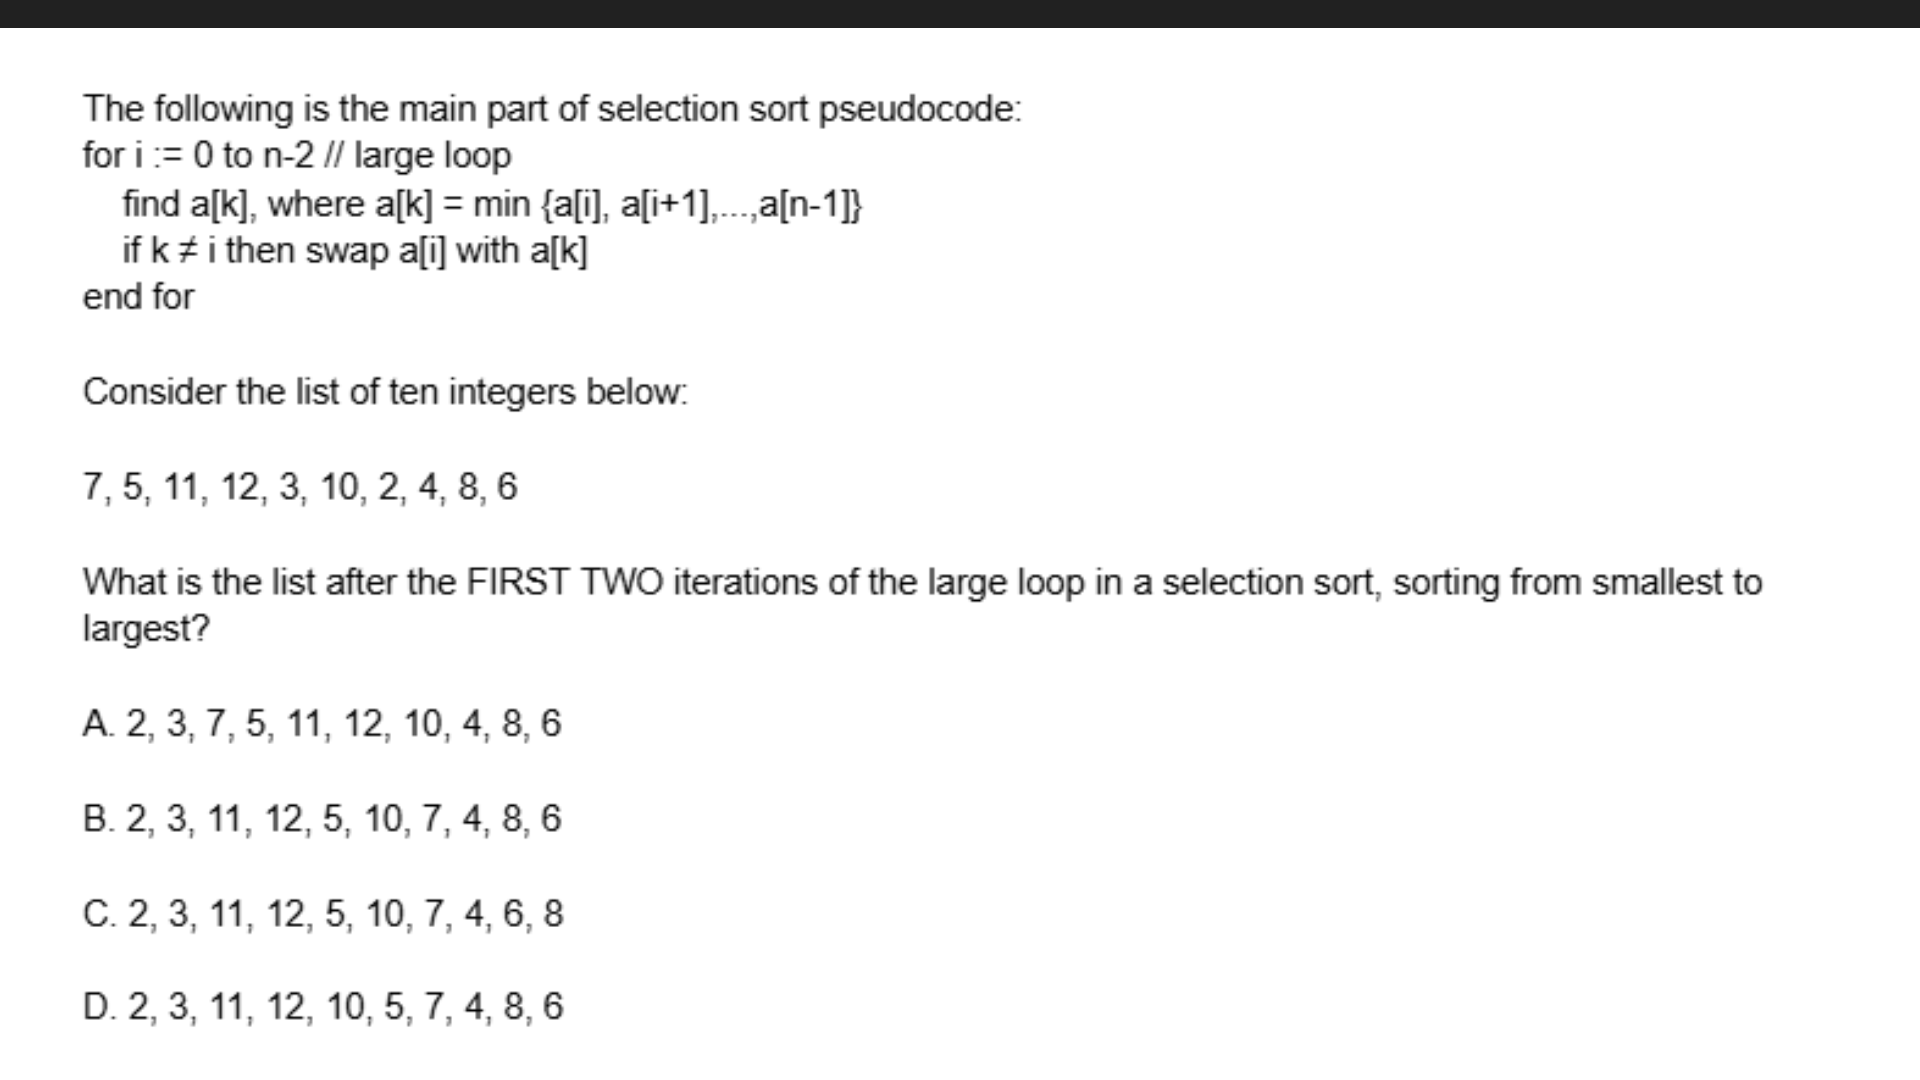 The following is the main part of selection sort pseudocode:
for i := 0 to n-2 // large loop
find a[k], where a[k] = min {a[i], a[i+1],...,a[n-1]}
if k ≠ i then swap a[i] with a[k]
end for
Consider the list of ten integers below:
7, 5, 11, 12, 3, 10, 2, 4, 8, 6
What is the list after the FIRST TWO iterations of the large loop in a selection sort, sorting from smallest to
largest?
A. 2, 3, 7, 5, 11, 12, 10, 4, 8, 6
B. 2, 3, 11, 12, 5, 10, 7, 4, 8, 6
C. 2, 3, 11, 12, 5, 10, 7, 4, 6, 8
D. 2, 3, 11, 12, 10, 5, 7, 4, 8, 6